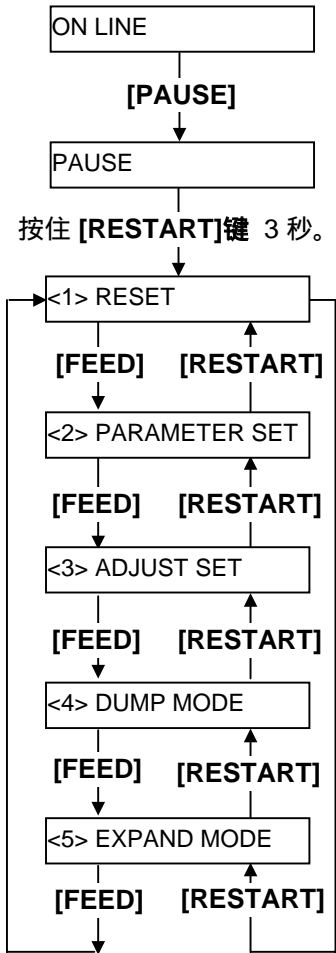 ON LINE
[PAUSE]
PAUSE
按住 [RESTART]键 3 秒。
<1> RESET
[FEED] [RESTART]
<2> PARAMETER SET
[FEED] [RESTART]
<3> ADJUST SET
[FEED] [RESTART]
<4> DUMP MODE
[FEED] [RESTART]
<5> EXPAND MODE
[FEED] [RESTART]